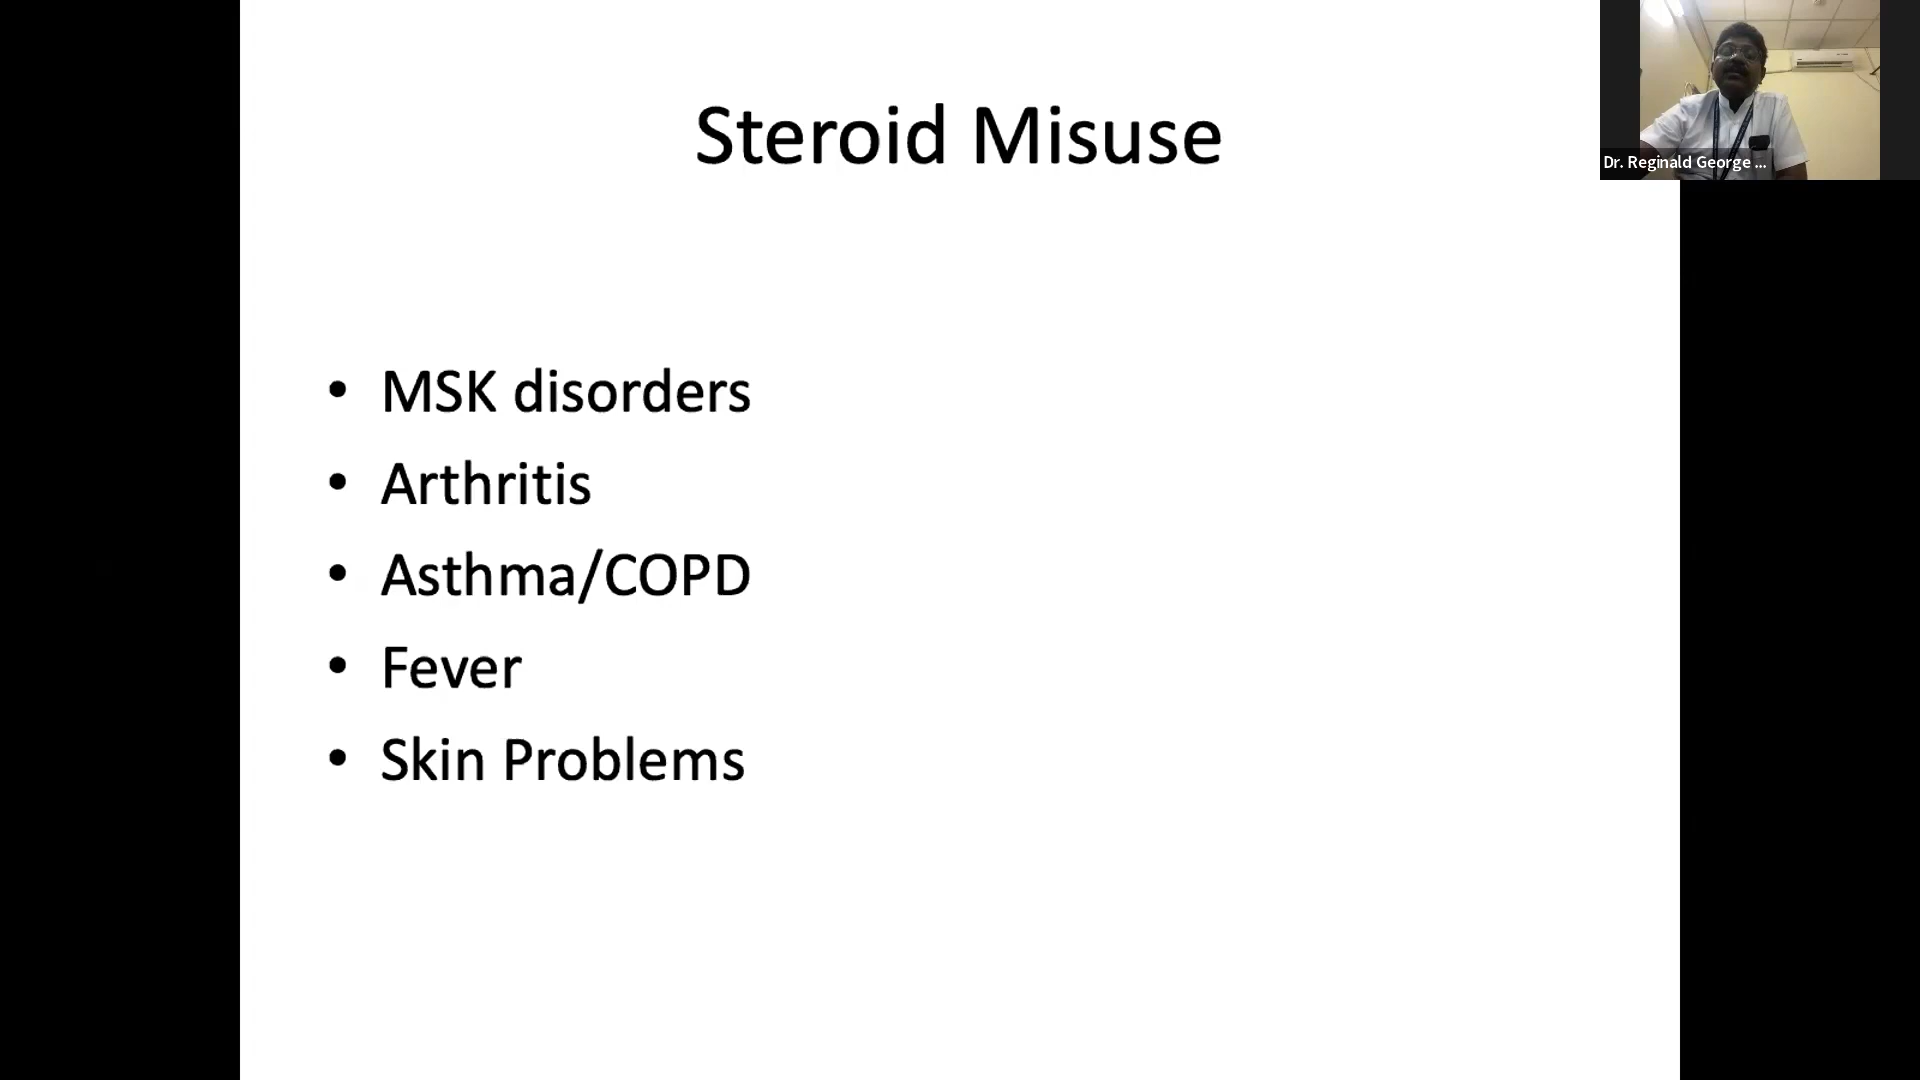 Steroid Misuse
Dr. Reginald George ...
• MSK disorders
• Arthritis
• Asthma/COPD
• Fever
• Skin Problems